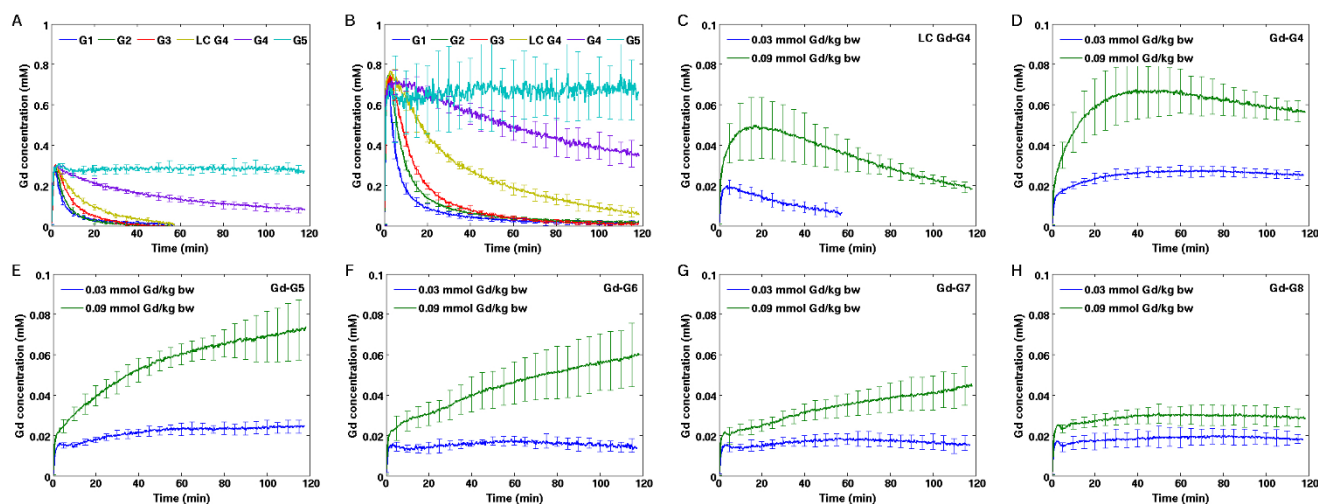 A
G1 G2 G3 LC G4 G4 G5
Gd concentration (mM)
1
0.8
0.6
0.4
0.2
0
0 20 40 60 80 100 120
Time (min)
B
G1 G2 G3 LC G4 G4 G5
Gd concentration (mM)
1
0.8
0.6
0.4
0.2
0
0 20 40 60 80 100 120
Time (min)
C
0.03 mmol Gd/kg bw
0.09 mmol Gd/kg bw
LC Gd-G4
Gd concentration (mM)
0.1
0.08
0.06
0.04
0.02
0
0 20 40 60 80 100 120
Time (min)
D
0.03 mmol Gd/kg bw
0.09 mmol Gd/kg bw
Gd-G4
Gd concentration (mM)
0.1
0.08
0.06
0.04
0.02
0
0 20 40 60 80 100 120
Time (min)
E
0.03 mmol Gd/kg bw
0.09 mmol Gd/kg bw
Gd-G5
Gd concentration (mM)
0.1
0.08
0.06
0.04
0.02
0
0 20 40 60 80 100 120
Time (min)
F
0.03 mmol Gd/kg bw
0.09 mmol Gd/kg bw
Gd-G6
Gd concentration (mM)
0.1
0.08
0.06
0.04
0.02
0
0 20 40 60 80 100 120
Time (min)
G
0.03 mmol Gd/kg bw
0.09 mmol Gd/kg bw
Gd-G7
Gd concentration (mM)
0.1
0.08
0.06
0.04
0.02
0
0 20 40 60 80 100 120
Time (min)
H
0.03 mmol Gd/kg bw
0.09 mmol Gd/kg bw
Gd-G8
Gd concentration (mM)
0.1
0.08
0.06
0.04
0.02
0
0 20 40 60 80 100 120
Time (min)